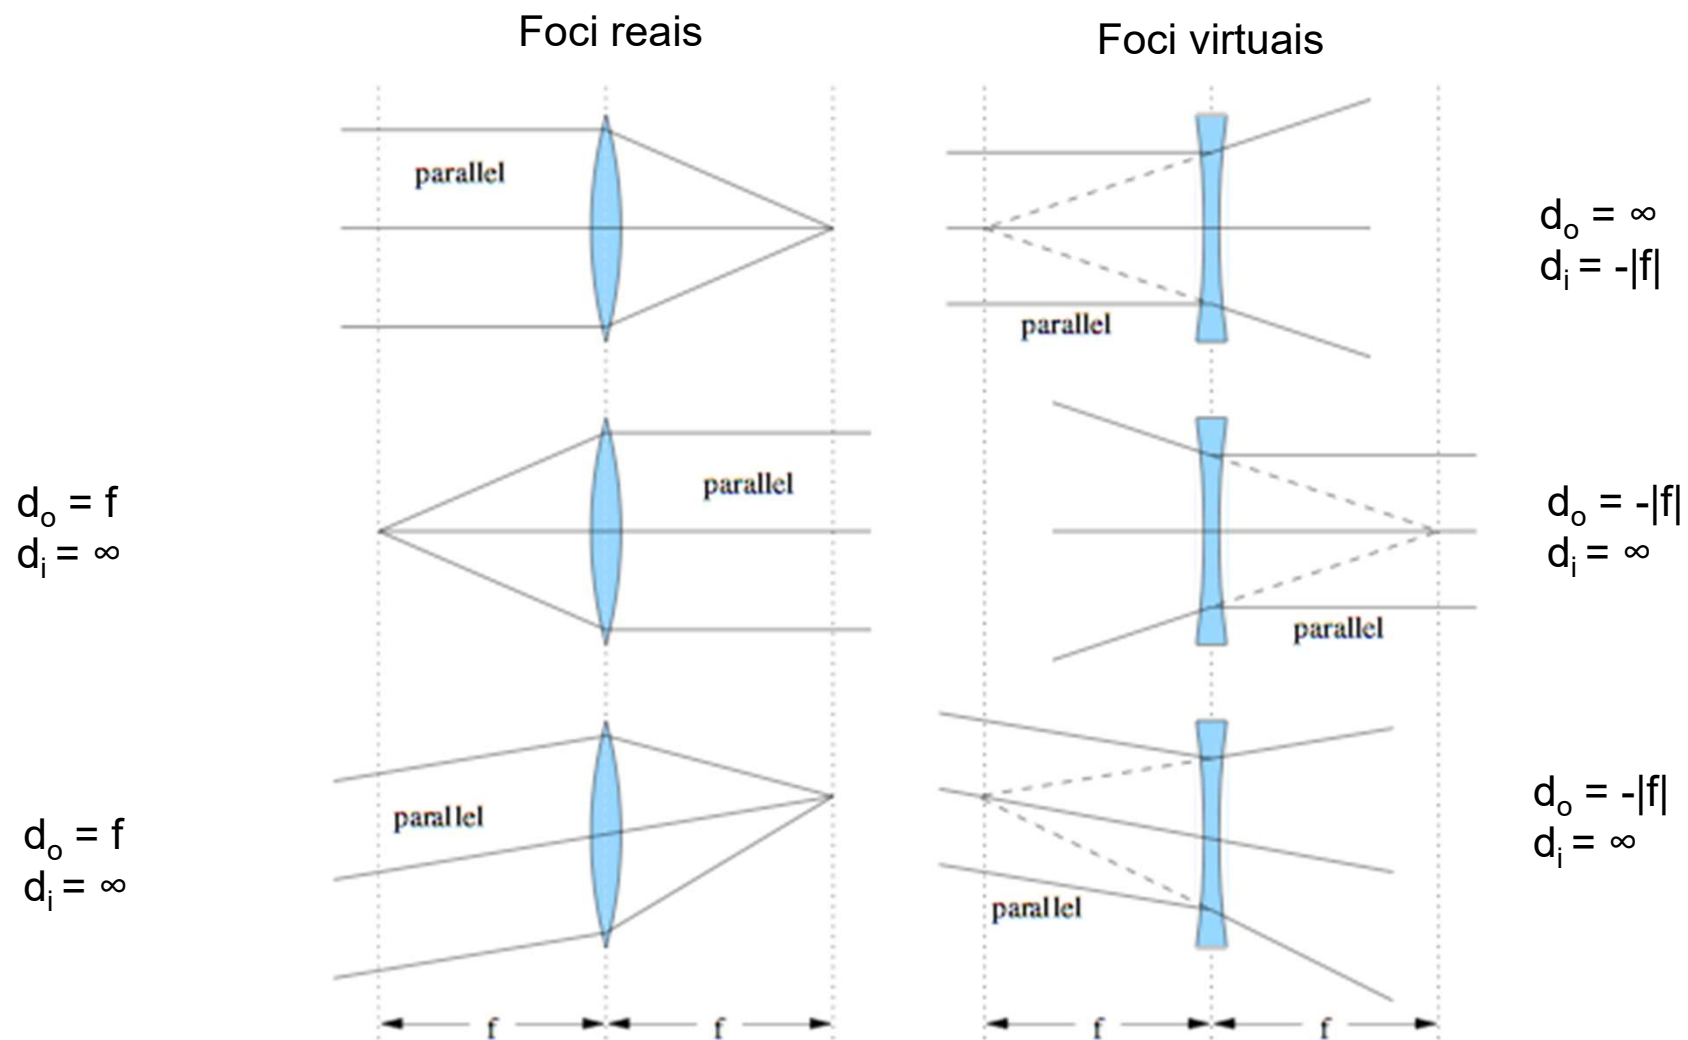 Foci reais
Foci virtuais
parallel
parallel
dₒ = ∞
dᵢ = -|f|
dₒ = f
dᵢ = ∞
parallel
parallel
dₒ = -|f|
dᵢ = ∞
dₒ = f
dᵢ = ∞
parallel
parallel
dₒ = -|f|
dᵢ = ∞
f
f
f
f